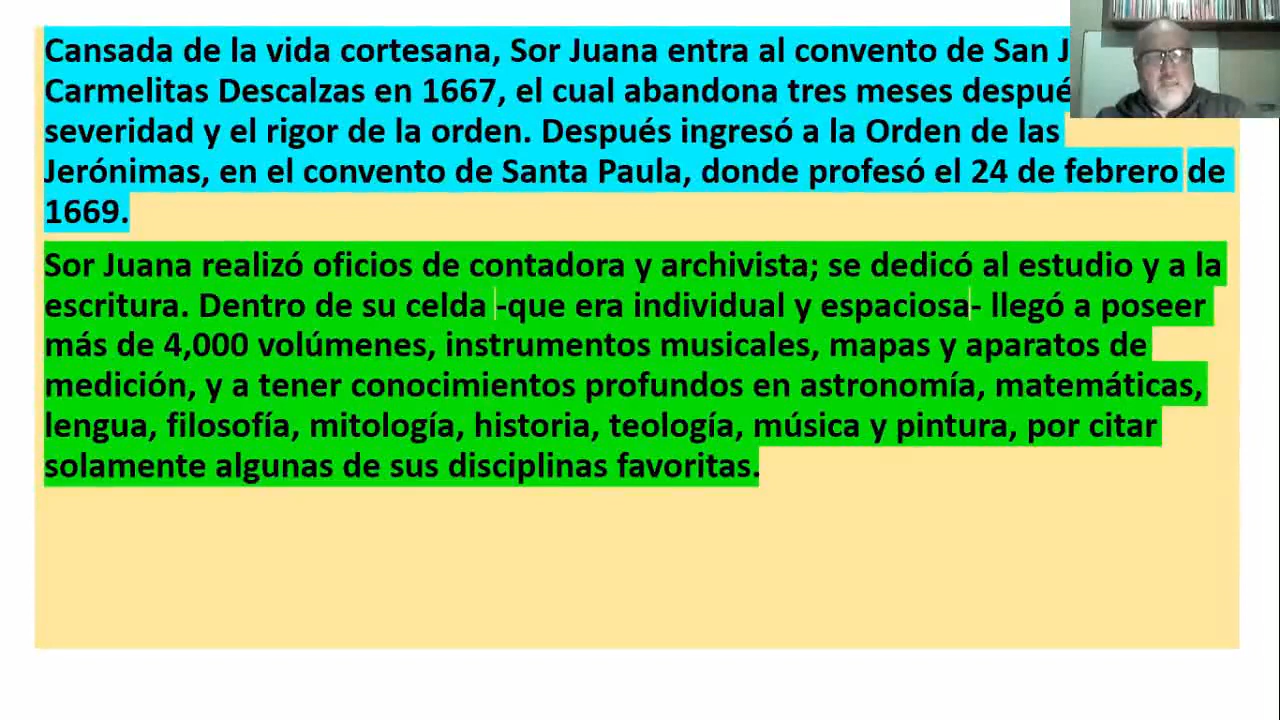 Cansada de la vida cortesana, Sor Juana entra al convento de San
Carmelitas Descalzas en 1667, el cual abandona tres meses
severidad y el rigor de la orden. Después ingresó a la Orden de las
Jerónimas, en el convento de Santa Paula, donde profesó el 24 de febrero de
1669.
Sor Juana realizó oficios de contadora y archivista; se dedicó al estudio y a la
escritura. Dentro de su celda -que era individual y espaciosa- llegó a poseer
más de 4,000 volúmenes, instrumentos musicales, mapas y aparatos de
medición, y a tener conocimientos profundos en astronomía, matemáticas,
lengua, filosofía, mitología, historia, teología, música y pintura, por citar
solamente algunas de sus disciplinas favoritas.